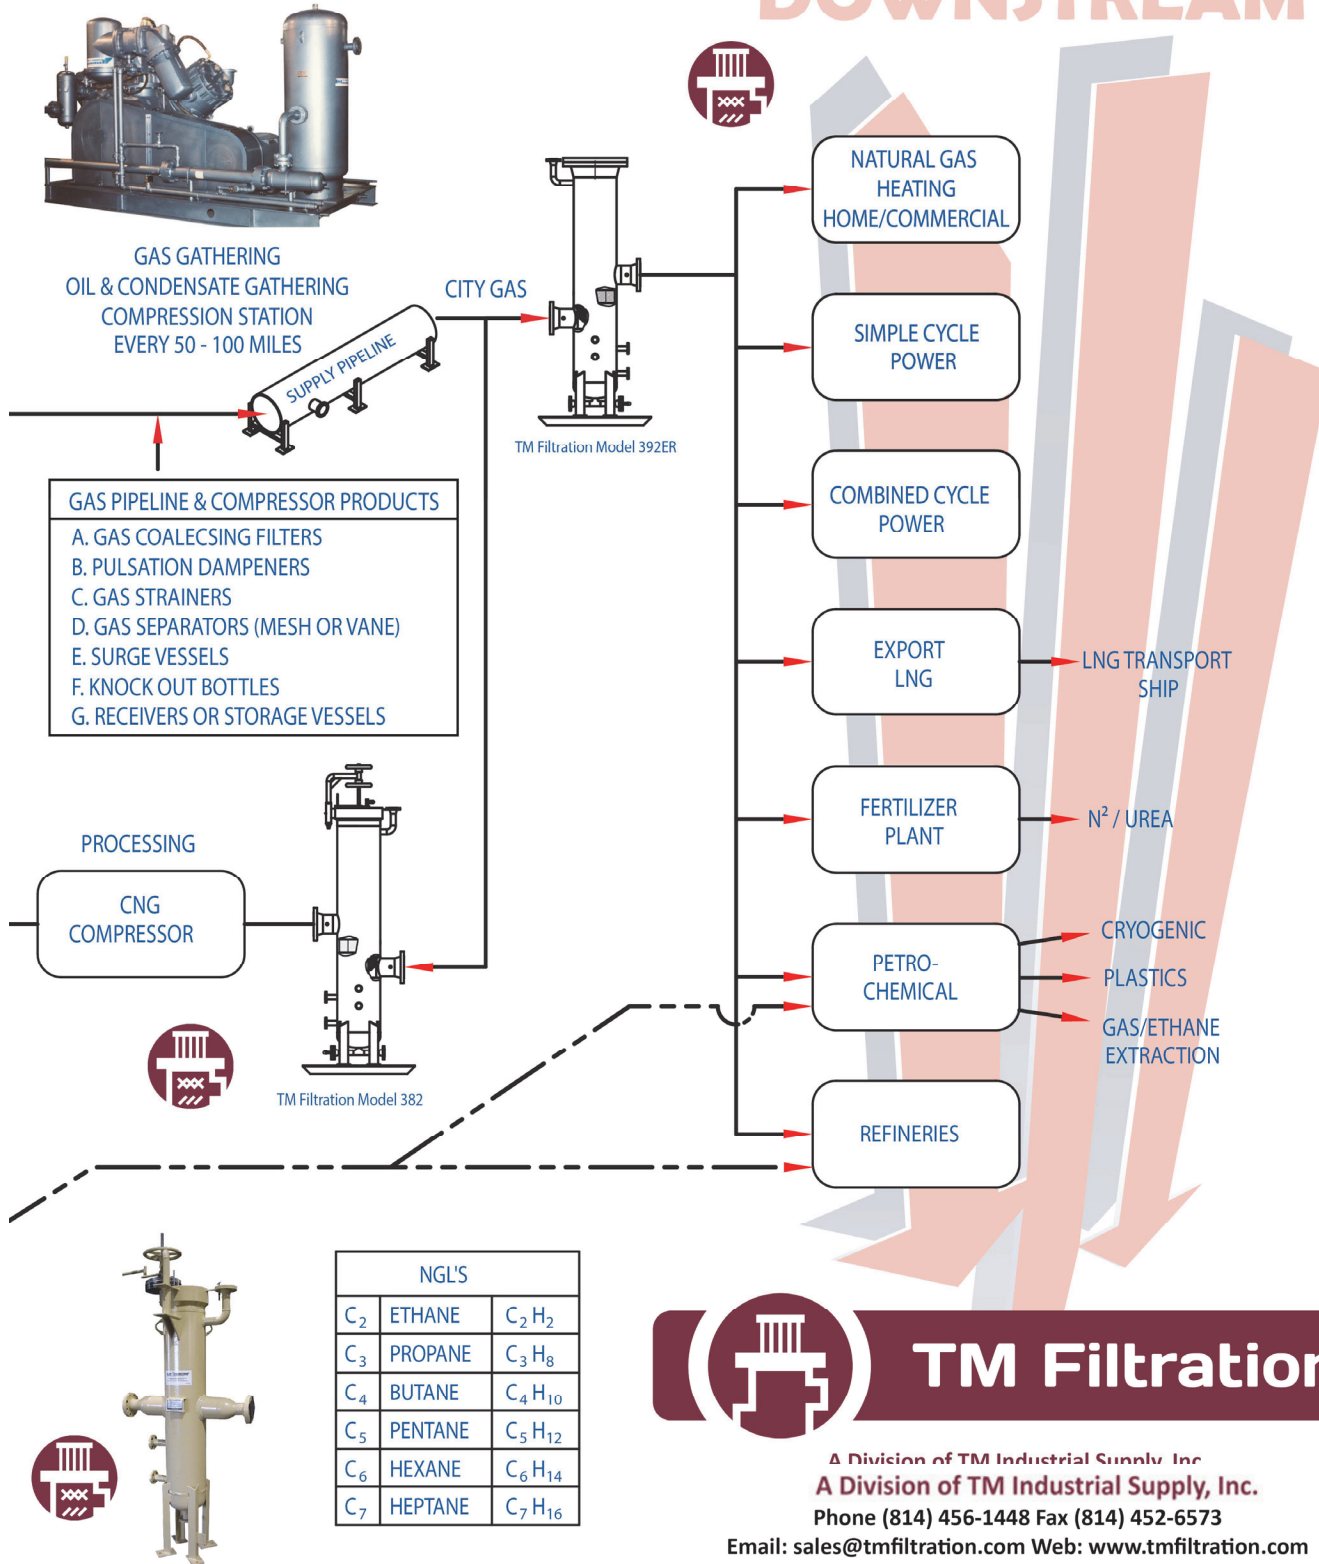 DOWNSTREAM
GAS GATHERING
OIL & CONDENSATE GATHERING
COMPRESSION STATION
EVERY 50 - 100 MILES
SUPPLY PIPELINE
CITY GAS
TM Filtration Model 392ER
GAS PIPELINE & COMPRESSOR PRODUCTS
A. GAS COALECSING FILTERS
B. PULSATION DAMPENERS
C. GAS STRAINERS
D. GAS SEPARATORS (MESH OR VANE)
E. SURGE VESSELS
F. KNOCK OUT BOTTLES
G. RECEIVERS OR STORAGE VESSELS
PROCESSING
CNG
COMPRESSOR
TM Filtration Model 382
NATURAL GAS
HEATING
HOME/COMMERCIAL
SIMPLE CYCLE
POWER
COMBINED CYCLE
POWER
EXPORT
LNG
LNG TRANSPORT
SHIP
FERTILIZER
PLANT
N² / UREA
PETRO-
CHEMICAL
CRYOGENIC
PLASTICS
GAS/ETHANE
EXTRACTION
REFINERIES
NGL'S
C₂ ETHANE C₂H₂
C₃ PROPANE C₃H₈
C₄ BUTANE C₄H₁₀
C₅ PENTANE C₅H₁₂
C₆ HEXANE C₆H₁₄
C₇ HEPTANE C₇H₁₆
TM Filtration
A Division of TM Industrial Supply, Inc.
A Division of TM Industrial Supply, Inc.
Phone (814) 456-1448 Fax (814) 452-6573
Email: sales@tmfiltration.com Web: www.tmfiltration.com